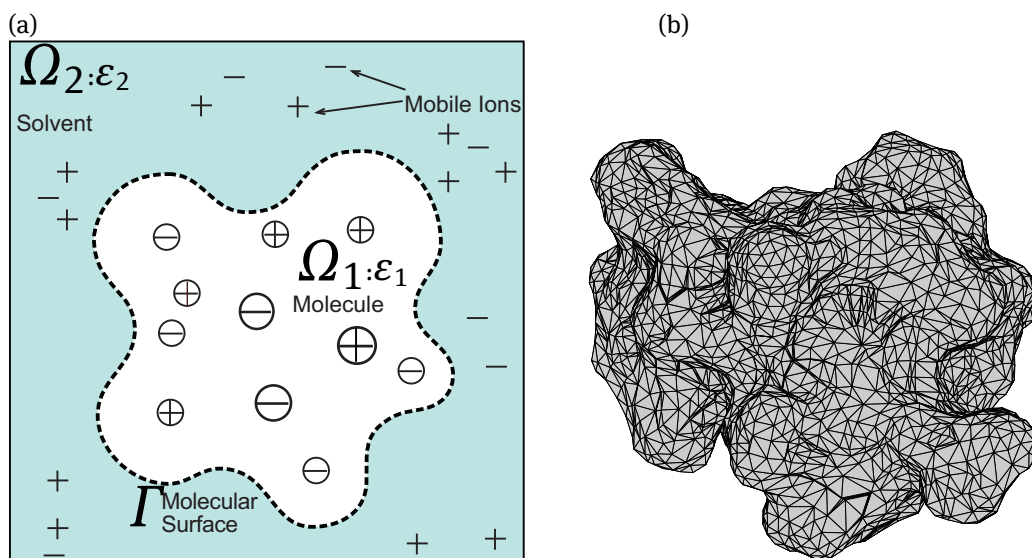 (a)
(b)
Ω2:ε2
Solvent
Mobile Ions
Ω1:ε1
Molecule
Γ Molecular
Surface